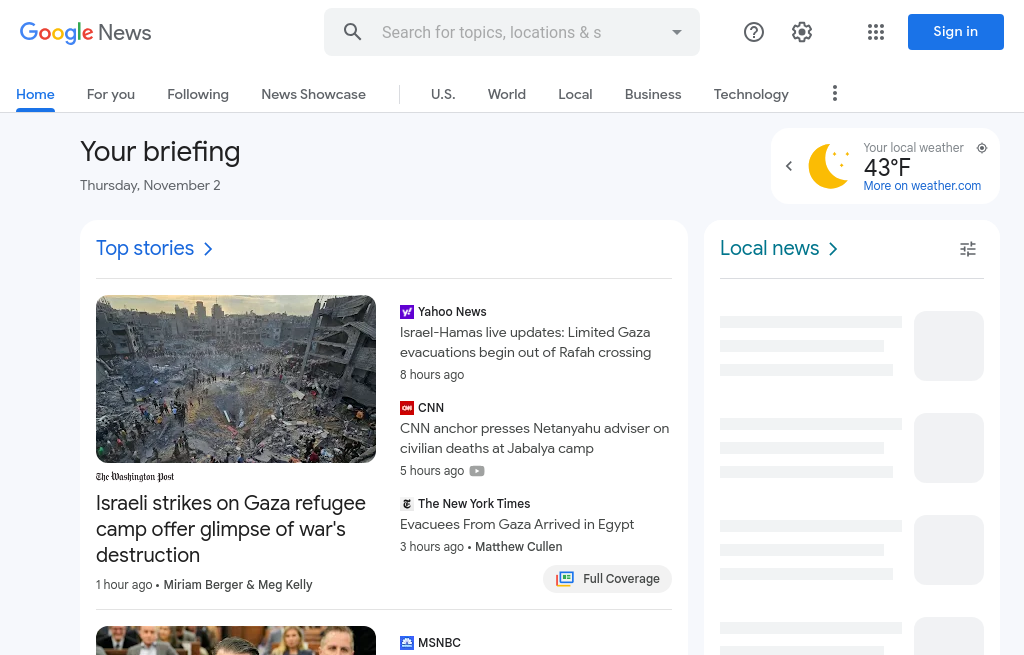 Google News
Search for topics, locations & s
Sign in
Home
For you
Following
News Showcase
U.S.
World
Local
Business
Technology
Your briefing
Thursday, November 2
Your local weather
43°F
More on weather.com
Top stories
The Washington Post
Israeli strikes on Gaza refugee
camp offer glimpse of war's
destruction
1 hour ago • Miriam Berger & Meg Kelly
Yahoo News
Israel-Hamas live updates: Limited Gaza
evacuations begin out of Rafah crossing
8 hours ago
CNN
CNN
CNN anchor presses Netanyahu adviser on
civilian deaths at Jabalya camp
5 hours ago
The New York Times
Evacuees From Gaza Arrived in Egypt
3 hours ago • Matthew Cullen
Full Coverage
MSNBC
Local news